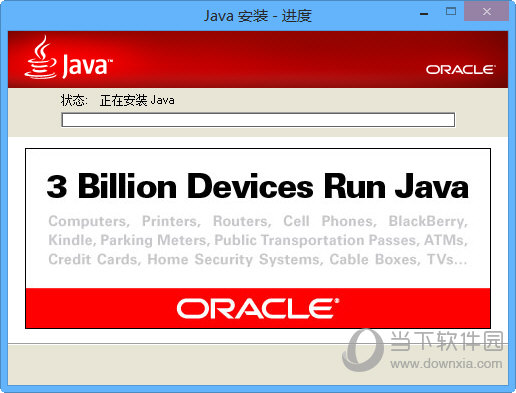 Java 安装 - 进度
Java™
ORACLE
状态: 正在安装 Java
3 Billion Devices Run Java
Computers, Printers, Routers, Cell Phones, BlackBerry,
Kindle, Parking Meters, Public Transportation Passes, ATMs,
Credit Cards, Home Security Systems, Cable Boxes, TVs...
ORACLE®
当下软件园
www.downxia.com